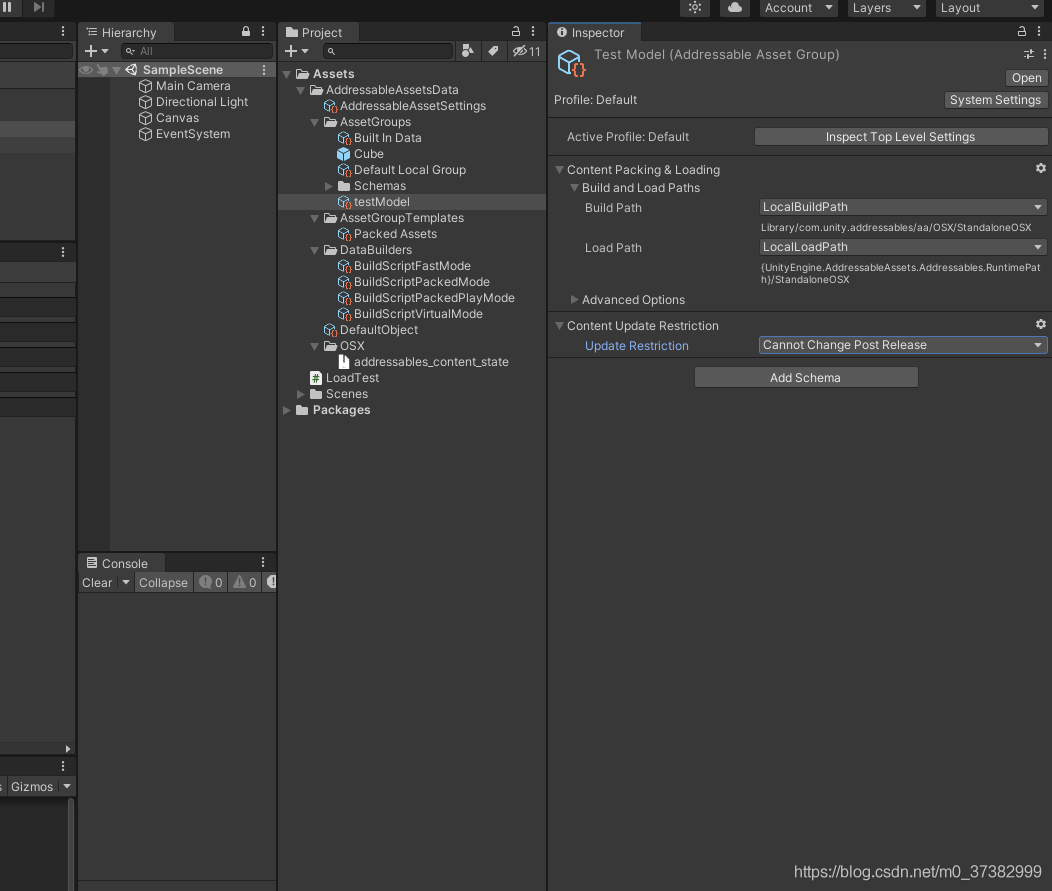 Account
Layers
Layout
Hierarchy
All
SampleScene
Main Camera
Directional Light
Canvas
EventSystem
Project
11
Assets
AddressableAssetsData
AddressableAssetSettings
AssetGroups
Built In Data
Cube
Default Local Group
Schemas
testModel
AssetGroupTemplates
Packed Assets
DataBuilders
BuildScriptFastMode
BuildScriptPackedMode
BuildScriptPackedPlayMode
BuildScriptVirtualMode
DefaultObject
OSX
addressables_content_state
LoadTest
Scenes
Packages
Inspector
Test Model (Addressable Asset Group)
Open
Profile: Default
System Settings
Active Profile: Default
Inspect Top Level Settings
Content Packing & Loading
Build and Load Paths
Build Path
LocalBuildPath
Library/com.unity.addressables/aa/OSX/StandaloneOSX
Load Path
LocalLoadPath
{UnityEngine.AddressableAssets.Addressables.RuntimePat
h}/StandaloneOSX
Advanced Options
Content Update Restriction
Update Restriction
Cannot Change Post Release
Add Schema
Console
Clear
Collapse
0
0
s
Gizmos
https://blog.csdn.net/m0_37382999